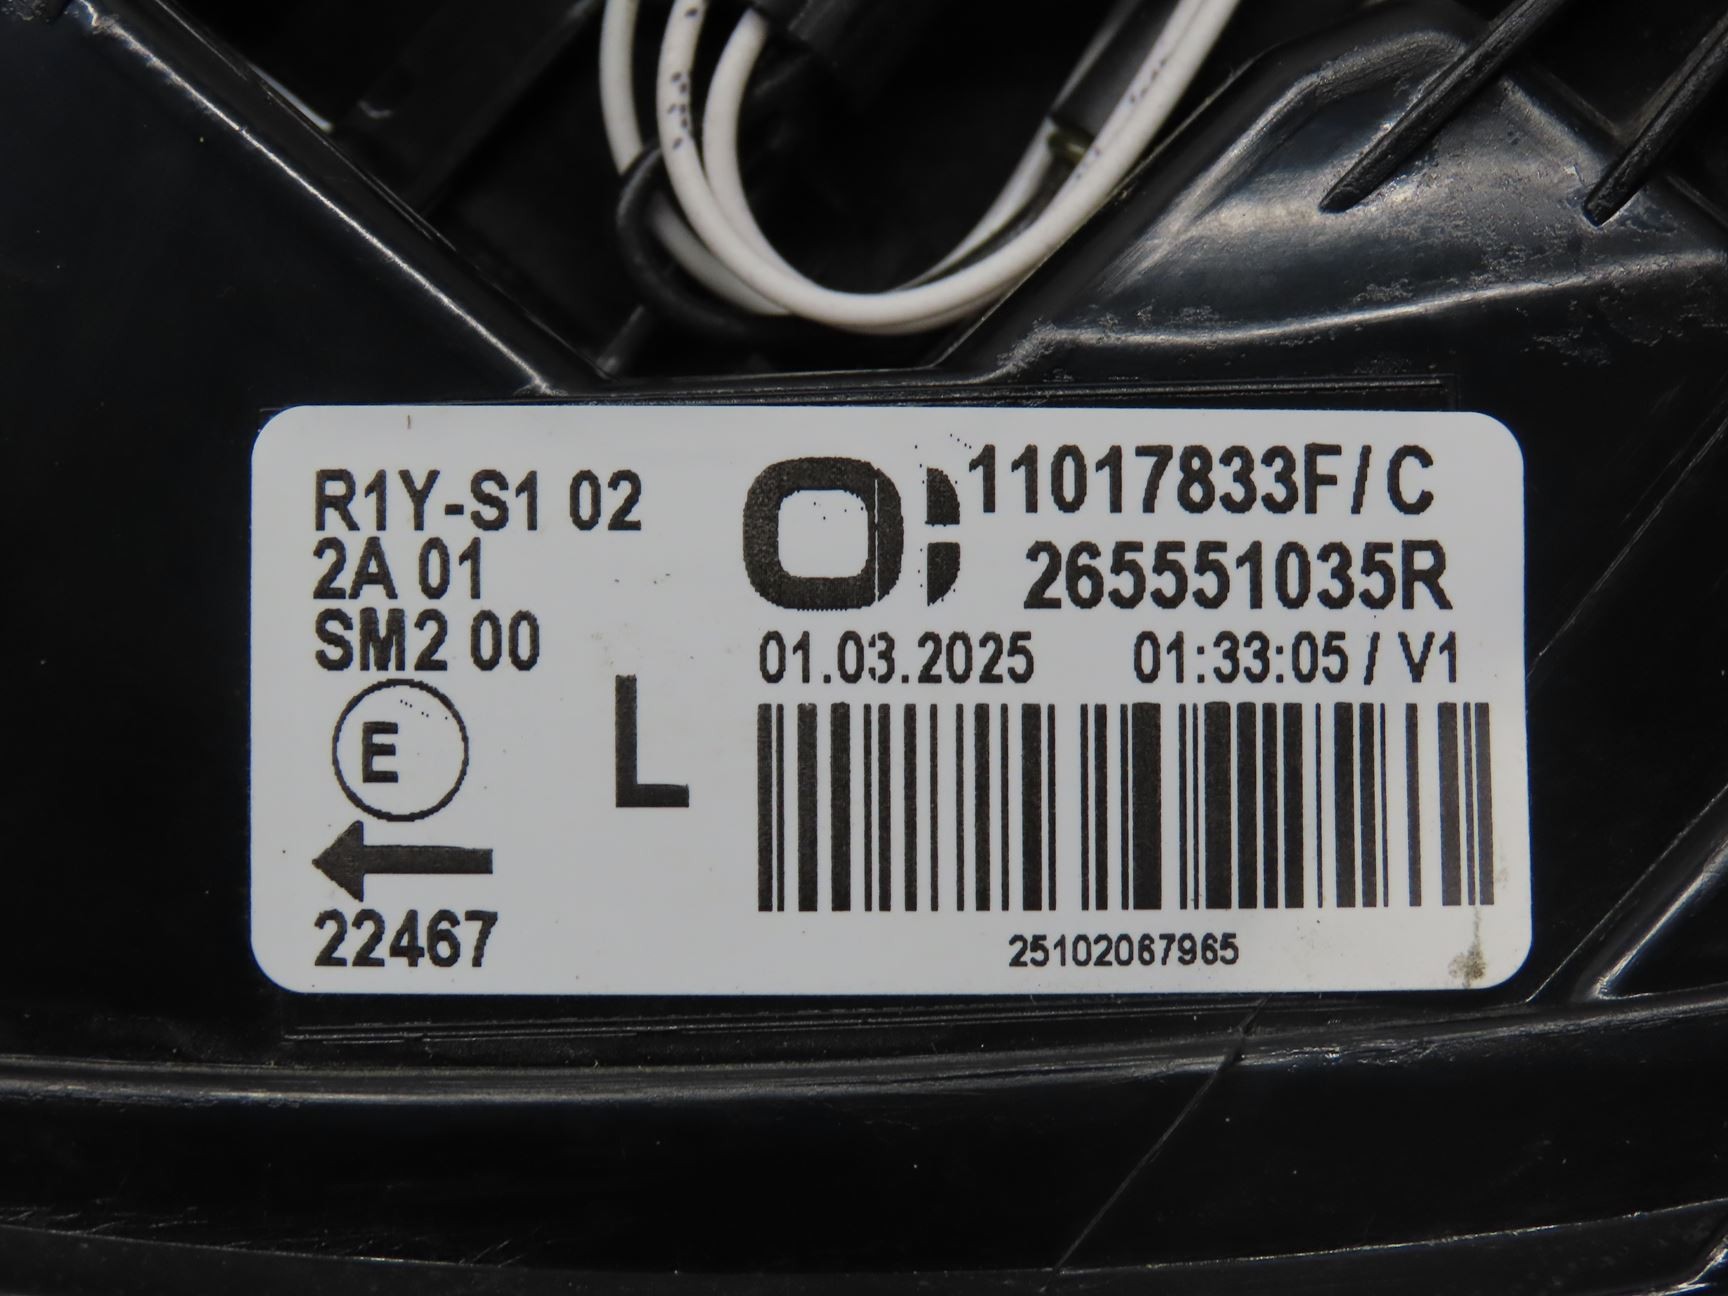 R1Y-S1 02
2A 01
SM2 00
E
22467
L
11017833F/C
265551035R
01.03.2025 01:33:05 / V1
25102067965